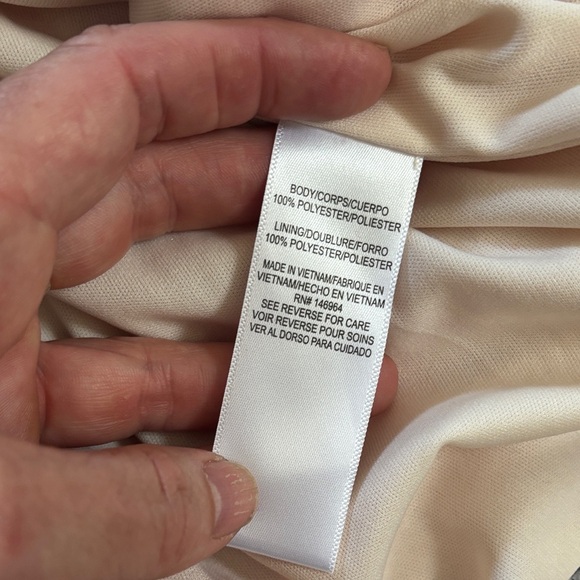 BODY/CORPS/CUERPO
100% POLYESTER/POLIESTER
LINING/DOUBLURE/FORRO
100% POLYESTER/POLIESTER
MADE IN VIETNAM/FABRIQUE EN
VIETNAM/HECHO EN VIETNAM
RN# 146964
SEE REVERSE FOR CARE
VOIR REVERSE POUR SOINS
VER AL DORSO PARA CUIDADO